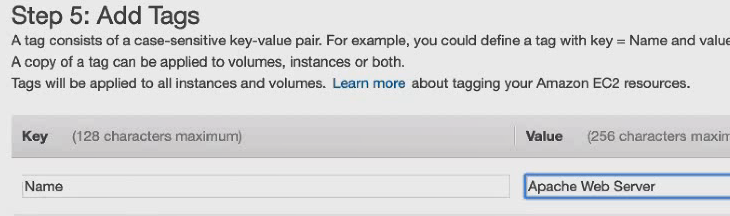 Step 5: Add Tags
A tag consists of a case-sensitive key-value pair. For example, you could define a tag with key = Name and value
A copy of a tag can be applied to volumes, instances or both.
Tags will be applied to all instances and volumes. Learn more about tagging your Amazon EC2 resources.
Key (128 characters maximum) Value (256 characters
Name Apache Web Server